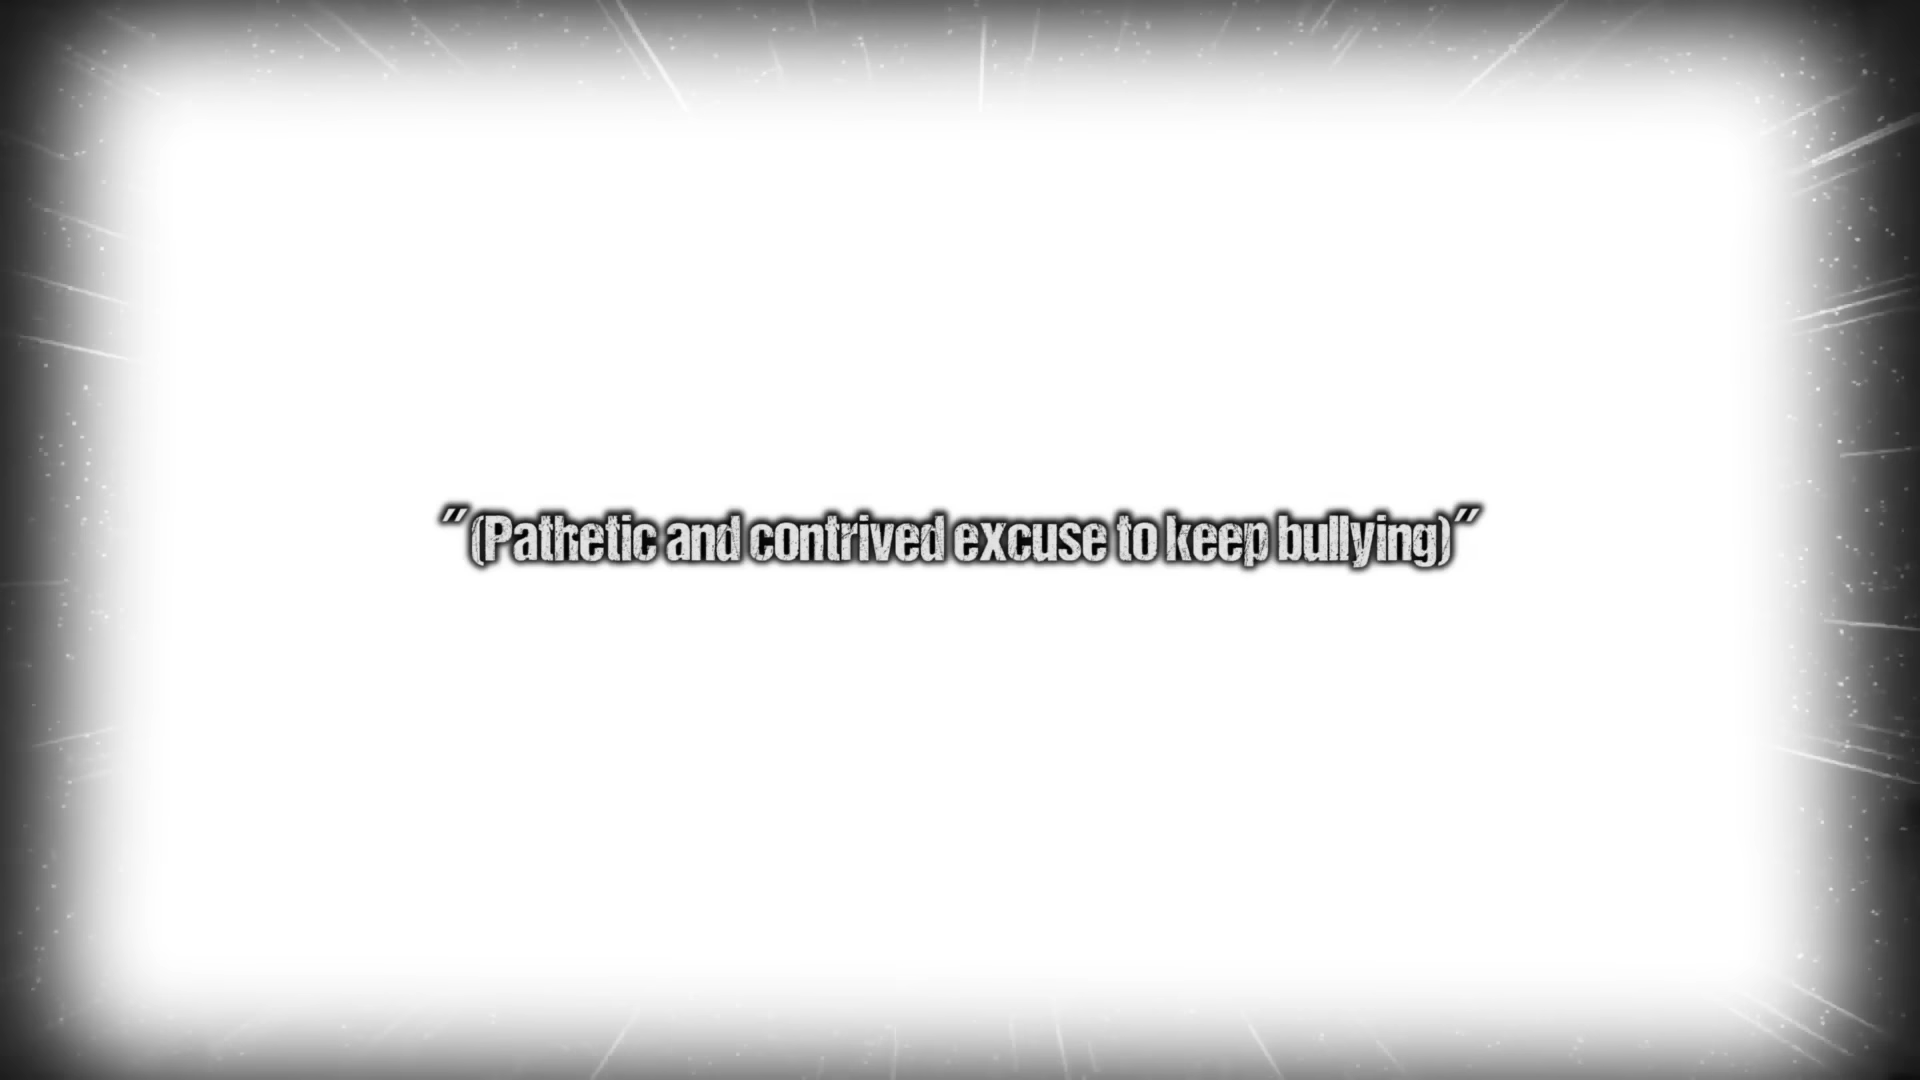 "(Pathetic and contrived excuse to keep bullying)"